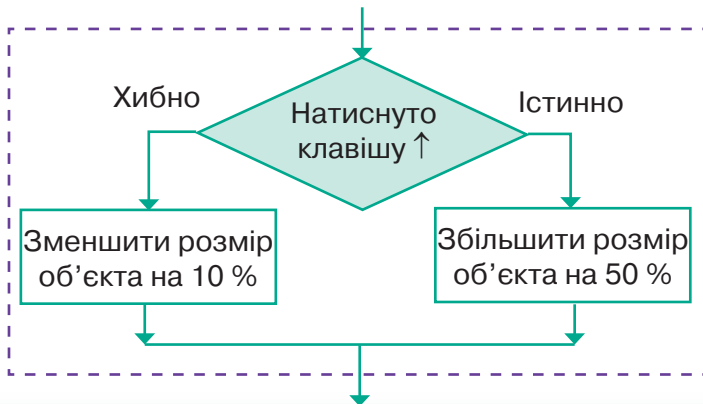 Хибно
Істинно
Натиснуто
клавішу ↑
Зменшити розмір
об’єкта на 10 %
Збільшити розмір
об’єкта на 50 %